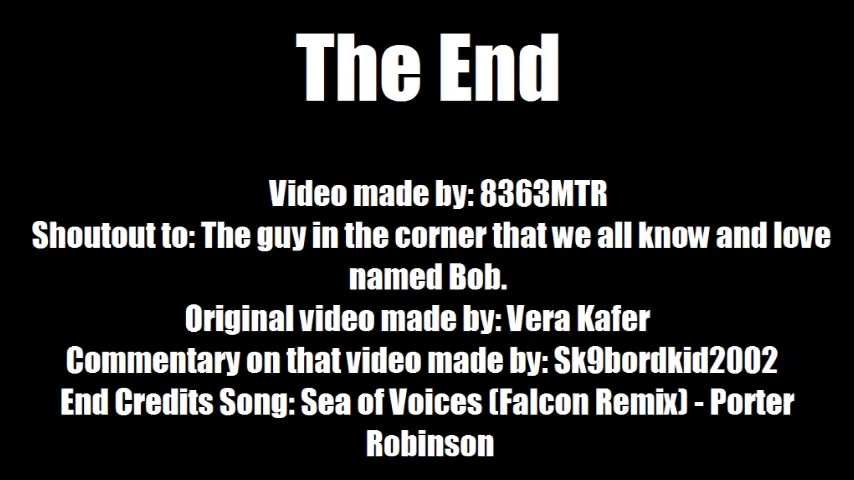 The End
Video made by: 8363MTR
Shoutout to: The guy in the corner that we all know and love
named Bob.
Original video made by: Vera Kafer
Commentary on that video made by: Sk9bordkid2002
End Credits Song: Sea of Voices (Falcon Remix) - Porter
Robinson